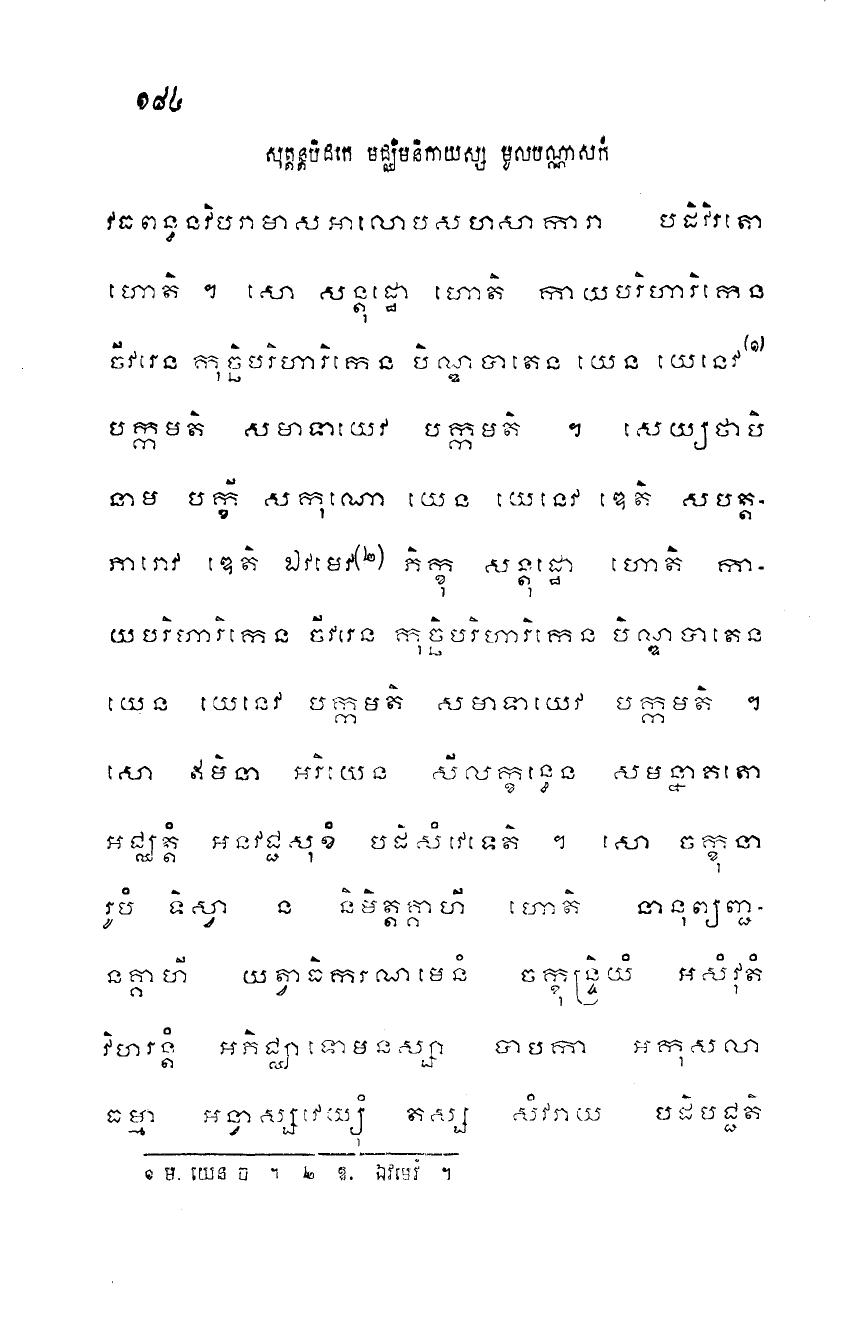 ១៨៤
សុត្តន្តបិដកេ មជ្ឈិមនិកាយស្ស មូលបណ្ណាសកំ
វធពន្ធនវិបរាមាសអាលោបសហសាការា បដិវិរតោ
ហោតិ ។ សោ សន្តុដ្ឋោ ហោតិ កាយបរិហារិកេន
ចីវរេន កុច្ឆិបរិហារិកេន បិណ្ឌបាតេន យេន យេនេវ(១)
បក្កមតិ សមាទាយេវ បក្កមតិ ។ សេយ្យថាបិ
នាម បក្ខី សកុណោ យេន យេនេវ ឌេតិ សបត្ត-
ភារោវ ឌេតិ ឯវមេវ(២) ភិក្ខុ សន្តុដ្ឋោ ហោតិ កា-
យបរិហារិកេន ចីវរេន កុច្ឆិបរិហារិកេន បិណ្ឌបាតេន
យេន យេនេវ បក្កមតិ សមាទាយេវ បក្កមតិ ។
សោ ឥមិនា អរិយេន សីលក្ខន្ធេន សមន្នាគតោ
អជ្ឈត្តំ អនវជ្ជសុខំ បដិសំវេទេតិ ។ សោ ចក្ខុនា
រូបំ ទិស្វា ន និមិត្តគ្គាហី ហោតិ នានុព្យញ្ជ-
នគ្គាហី យត្វាធិករណមេនំ ចក្ខុន្ទ្រិយំ អសំវុតំ
វិហរន្តំ អភិជ្ឈាទោមនស្សា បាបកា អកុសលា
ធម្មា អន្វាស្សវេយ្យុំ តស្ស សំវរាយ បដិបជ្ជតិ
១ ម. យេន ច ។ ២ ឱ. ឯវមេវំ ។